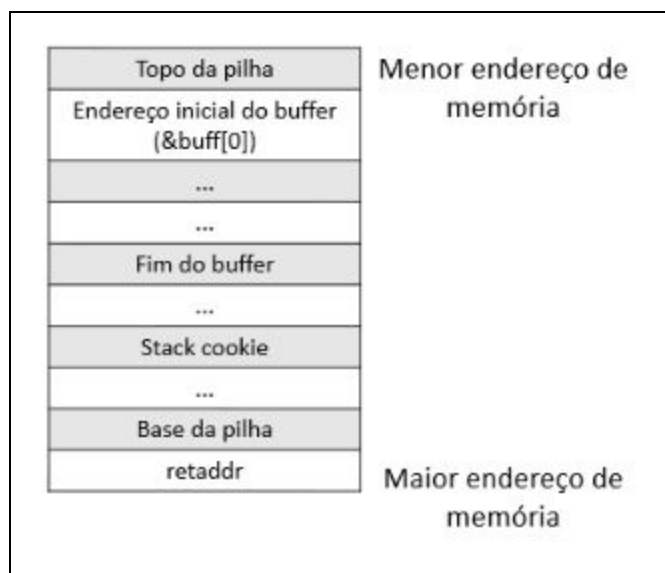 Topo da pilha
Menor endereço de
memória
Endereço inicial do buffer
(&buff[0])
...
...
Fim do buffer
...
Stack cookie
...
Base da pilha
retaddr
Maior endereço de
memória